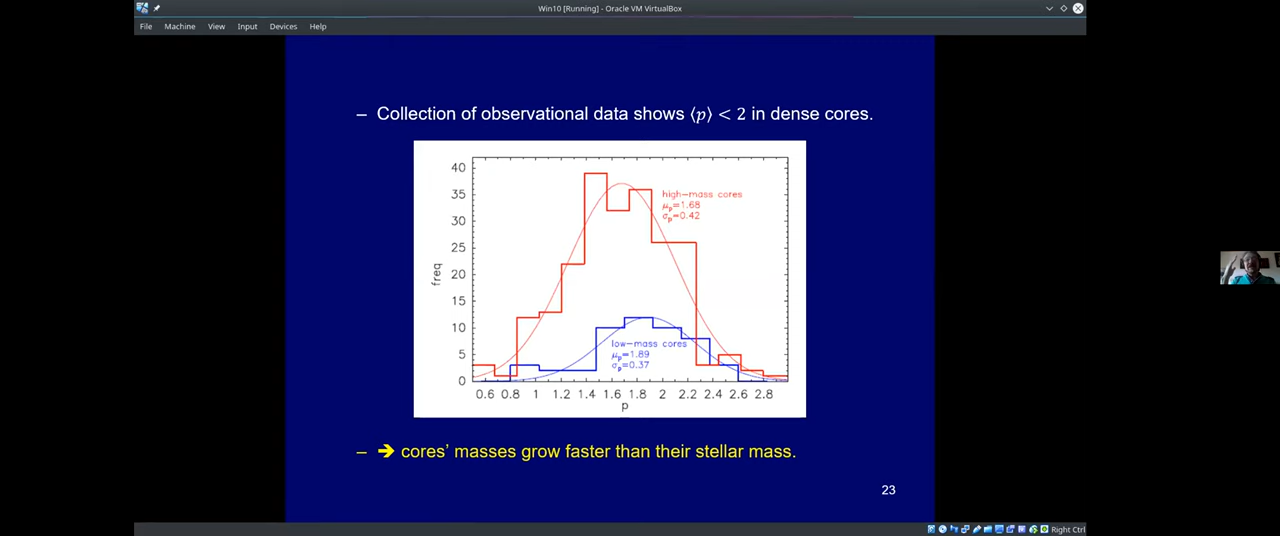 Win10 [Running] - Oracle VM VirtualBox
File Machine View Input Devices Help
– Collection of observational data shows ⟨p⟩ < 2 in dense cores.
40
35
30
25
20
15
10
5
0
freq
high-mass cores
μp=1.68
σp=0.42
low-mass cores
μp=1.89
σp=0.37
0.6 0.8 1 1.2 1.4 1.6 1.8 2 2.2 2.4 2.6 2.8
p
– ➔ cores' masses grow faster than their stellar mass.
23
Right Ctrl